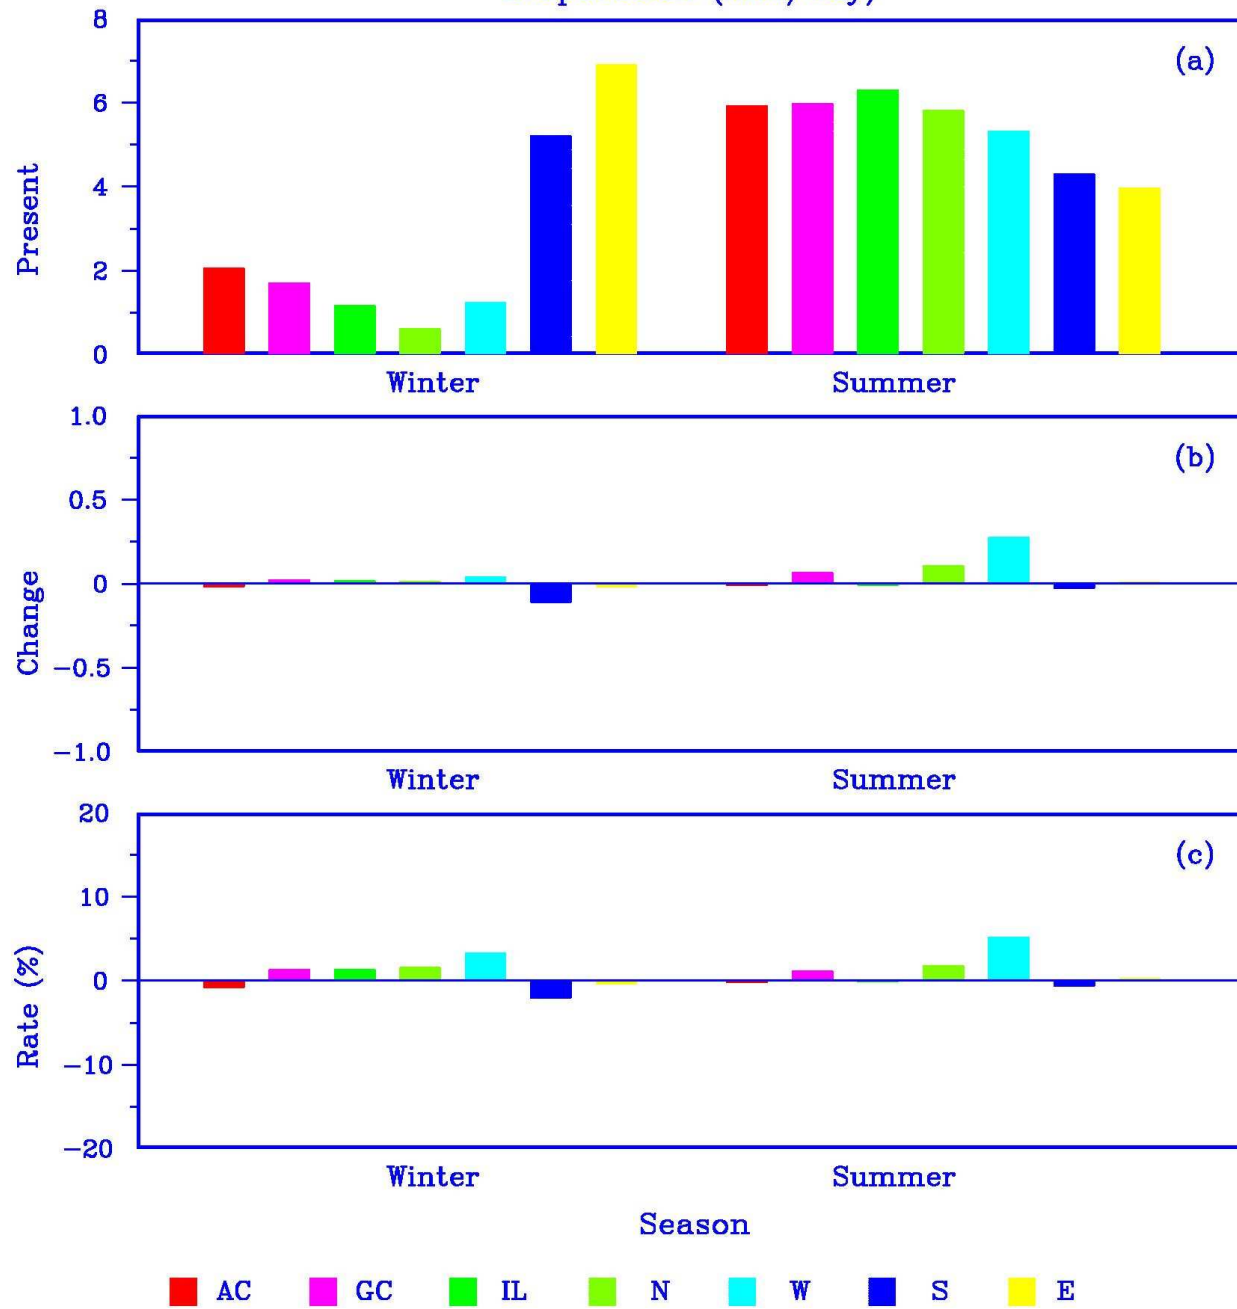 8
(a)
6
Present
4
2
0
Winter Summer
1.0
(b)
0.5
0
Change
−0.5
−1.0
Winter Summer
20
(c)
10
0
Rate (%)
−10
−20
Winter Summer
Season
AC GC IL N W S E